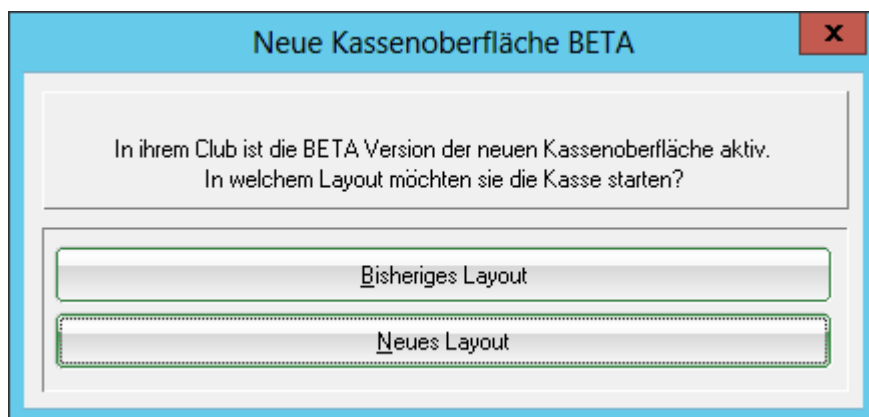 Neue Kassenoberfläche BETA
x
In ihrem Club ist die BETA Version der neuen Kassenoberfläche aktiv.
In welchem Layout möchten sie die Kasse starten?
Bisheriges Layout
Neues Layout